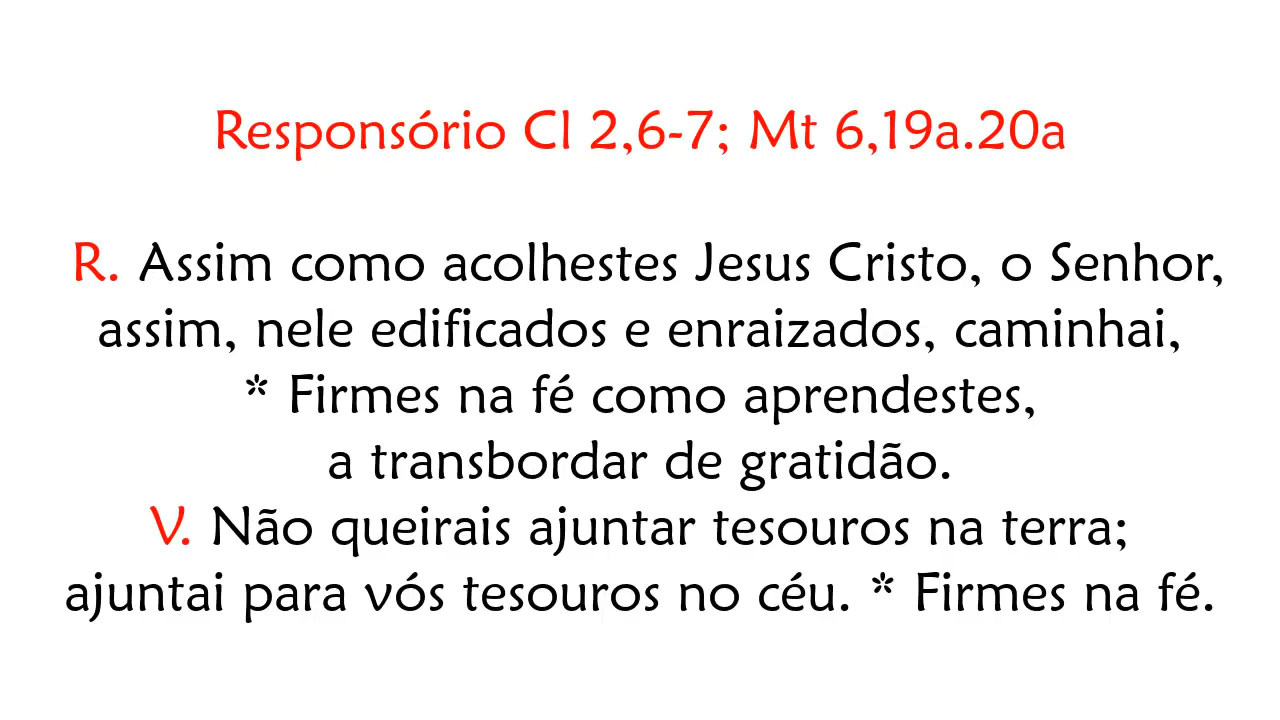 Responsório Cl 2,6-7; Mt 6,19a.20a
R. Assim como acolhestes Jesus Cristo, o Senhor,
assim, nele edificados e enraizados, caminhai,
* Firmes na fé como aprendestes,
a transbordar de gratidão.
V. Não queirais ajuntar tesouros na terra;
ajuntai para vós tesouros no céu. * Firmes na fé.